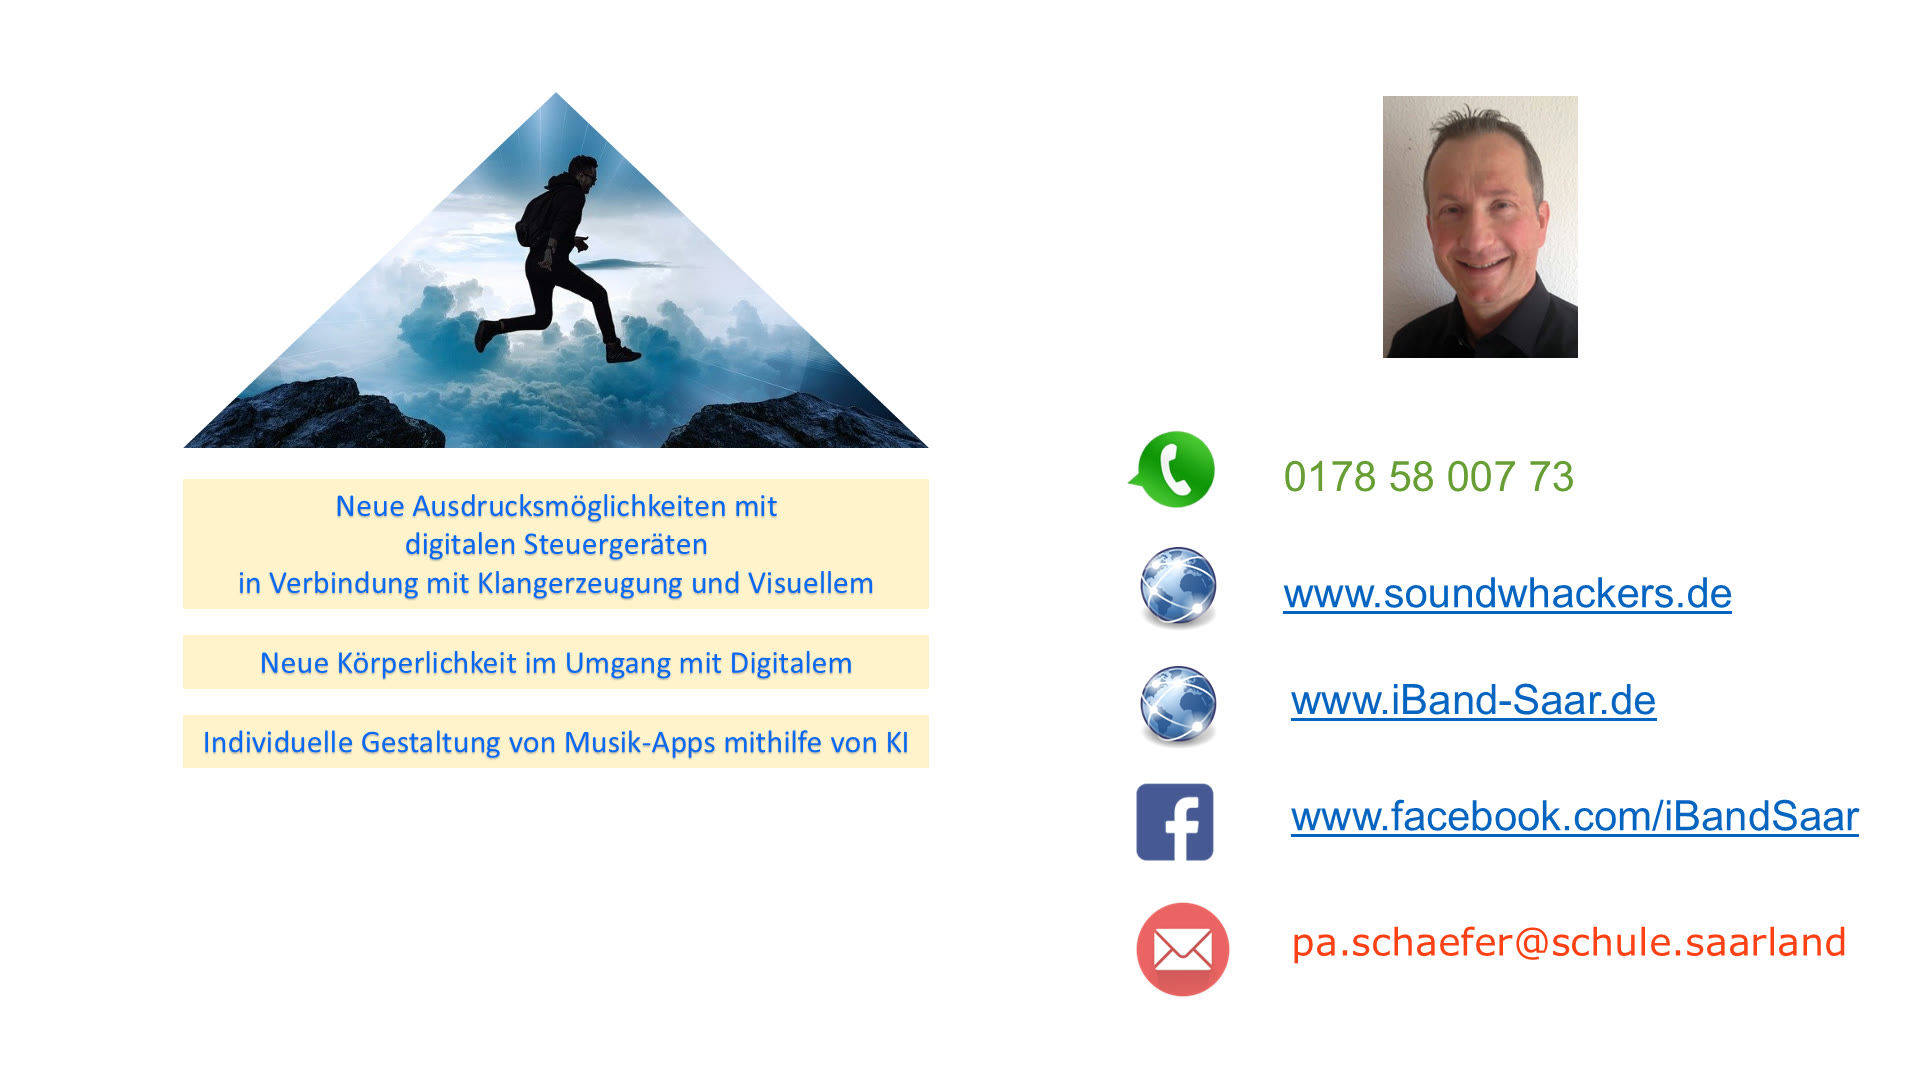 Neue Ausdrucksmöglichkeiten mit
digitalen Steuergeräten
in Verbindung mit Klangerzeugung und Visuellem
Neue Körperlichkeit im Umgang mit Digitalem
Individuelle Gestaltung von Musik-Apps mithilfe von KI
0178 58 007 73
www.soundwhackers.de
www.iBand-Saar.de
www.facebook.com/iBandSaar
pa.schaefer@schule.saarland